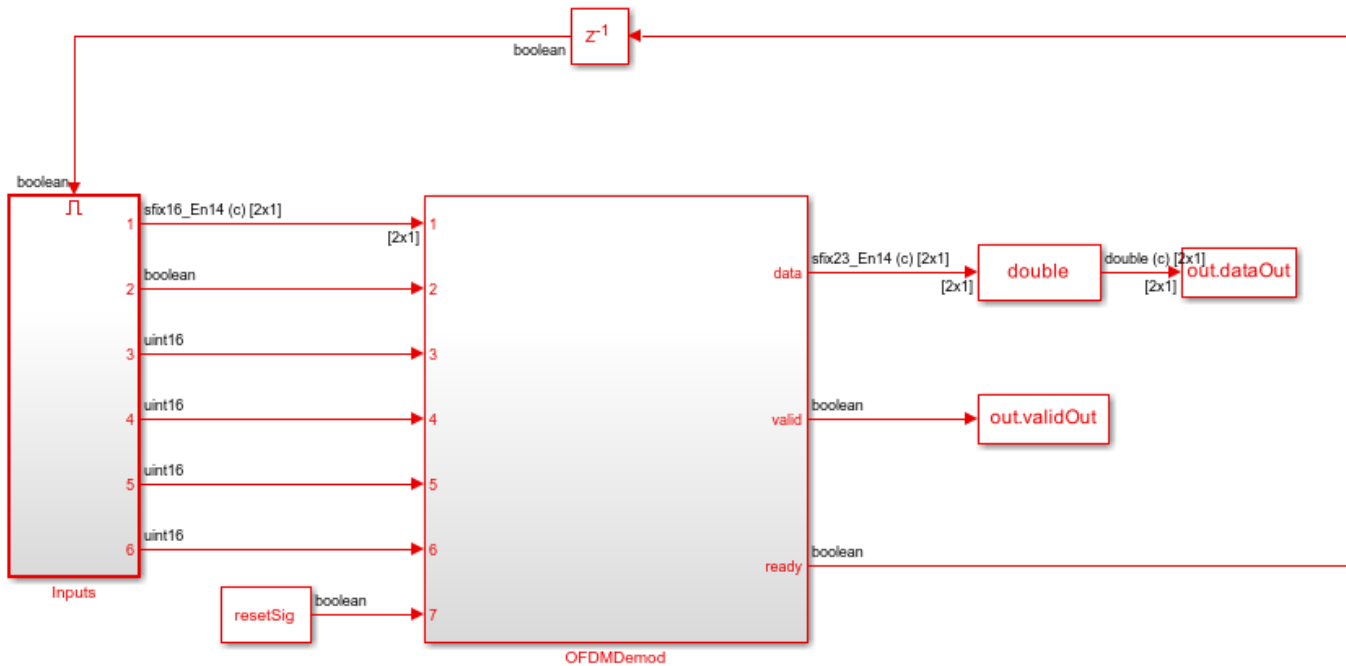 Z-1
boolean
boolean
1
sfix16_En14 (c) [2x1]
[2x1]
1
2
boolean
2
3
uint16
3
4
uint16
4
5
uint16
5
6
uint16
6
Inputs
resetSig
boolean
7
data
sfix23_En14 (c) [2x1]
[2x1]
double
double (c) [2x1]
[2x1]
out.dataOut
valid
boolean
out.validOut
ready
boolean
OFDMDemod